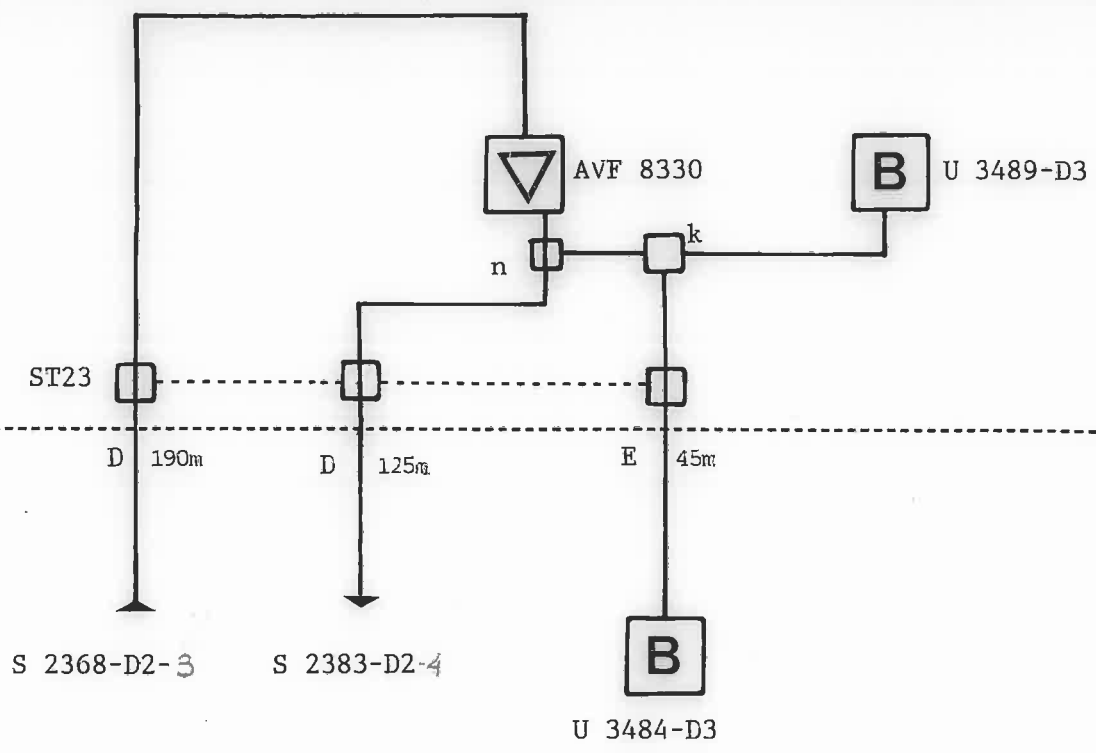 AVF 8330
B
U 3489-D3
k
n
ST23
D 190m
D 125m
E 45m
S 2368-D2-3
S 2383-D2-4
B
U 3484-D3